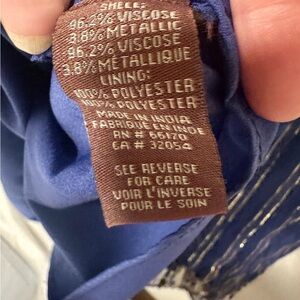 SHELL:
96.2% VISCOSE
3.8% METALLIC
96.2% VISCOSE
3.8% MÉTALLIQUE
LINING:
100% POLYESTER
100% POLYESTER
MADE IN INDIA
FABRIQUÉ EN INDE
RN # 66170
CA # 32054
SEE REVERSE
FOR CARE
VOIR L'INVERSE
POUR LE SOIN